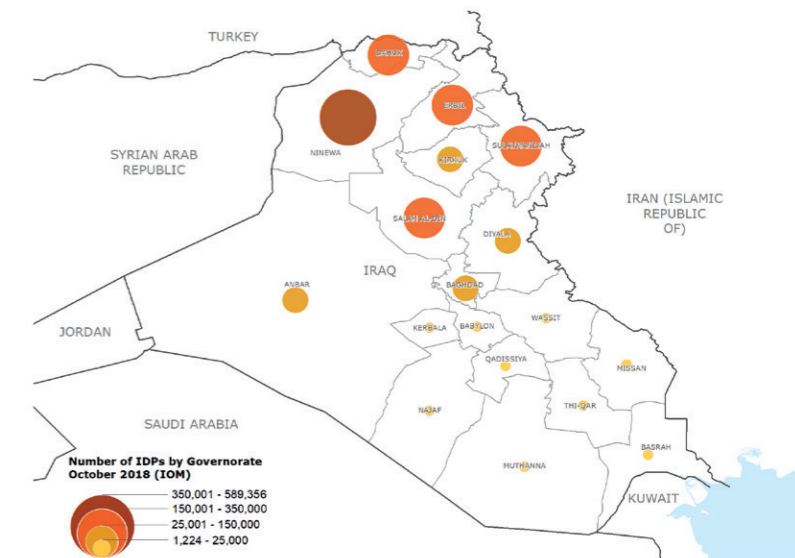 TURKEY
DAHUK
ERBIL
NINEWA
KIRKUK
SULAYMANIYAH
SYRIAN ARAB
REPUBLIC
IRAN (ISLAMIC
REPUBLIC
OF)
SALAH AL-DIN
DIYALA
IRAQ
ANBAR
BAGHDAD
WASSIT
JORDAN
KERBALA
BABYLON
QADISSIYA
MISSAN
NAJAF
THI-QAR
SAUDI ARABIA
BASRAH
MUTHANNA
KUWAIT
Number of IDPs by Governorate
October 2018 (IOM)
350,001 - 589,356
150,001 - 350,000
25,001 - 150,000
1,224 - 25,000